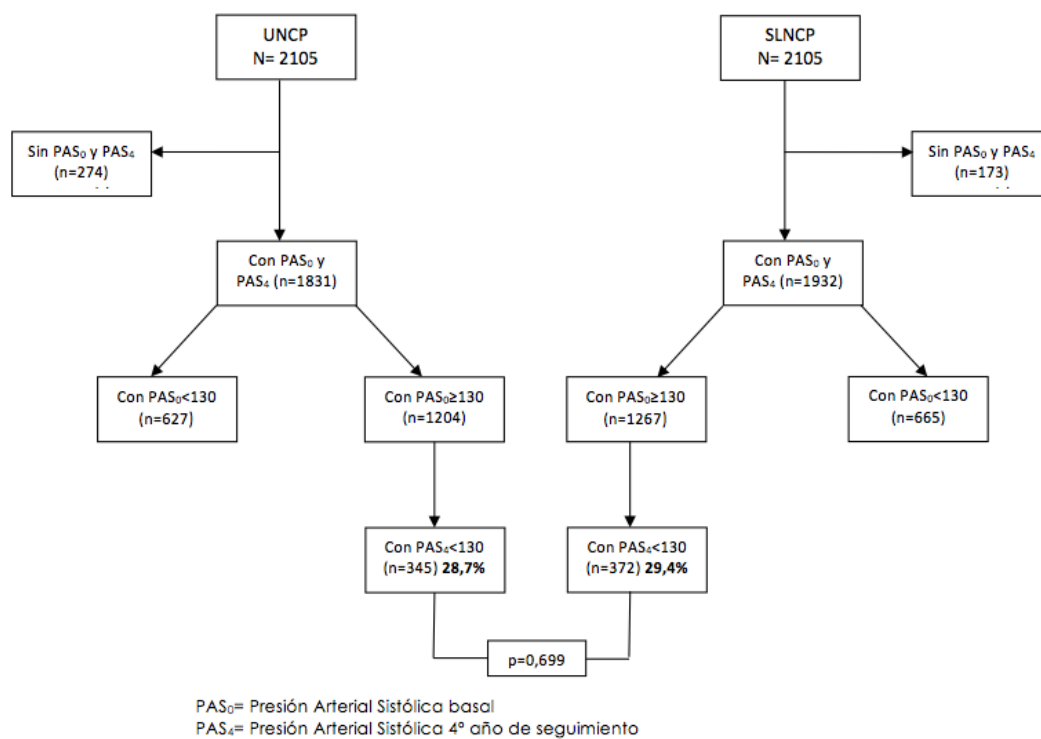 UNCP
N= 2105
SLNCP
N= 2105
Sin PAS₀ y PAS₄
(n=274)
Sin PAS₀ y PAS₄
(n=173)
Con PAS₀ y
PAS₄ (n=1831)
Con PAS₀ y
PAS₄ (n=1932)
Con PAS₀<130
(n=627)
Con PAS₀≥130
(n=1204)
Con PAS₀≥130
(n=1267)
Con PAS₀<130
(n=665)
Con PAS₄<130
(n=345) 28,7%
Con PAS₄<130
(n=372) 29,4%
p=0,699
PAS₀= Presión Arterial Sistólica basal
PAS₄= Presión Arterial Sistólica 4º año de seguimiento